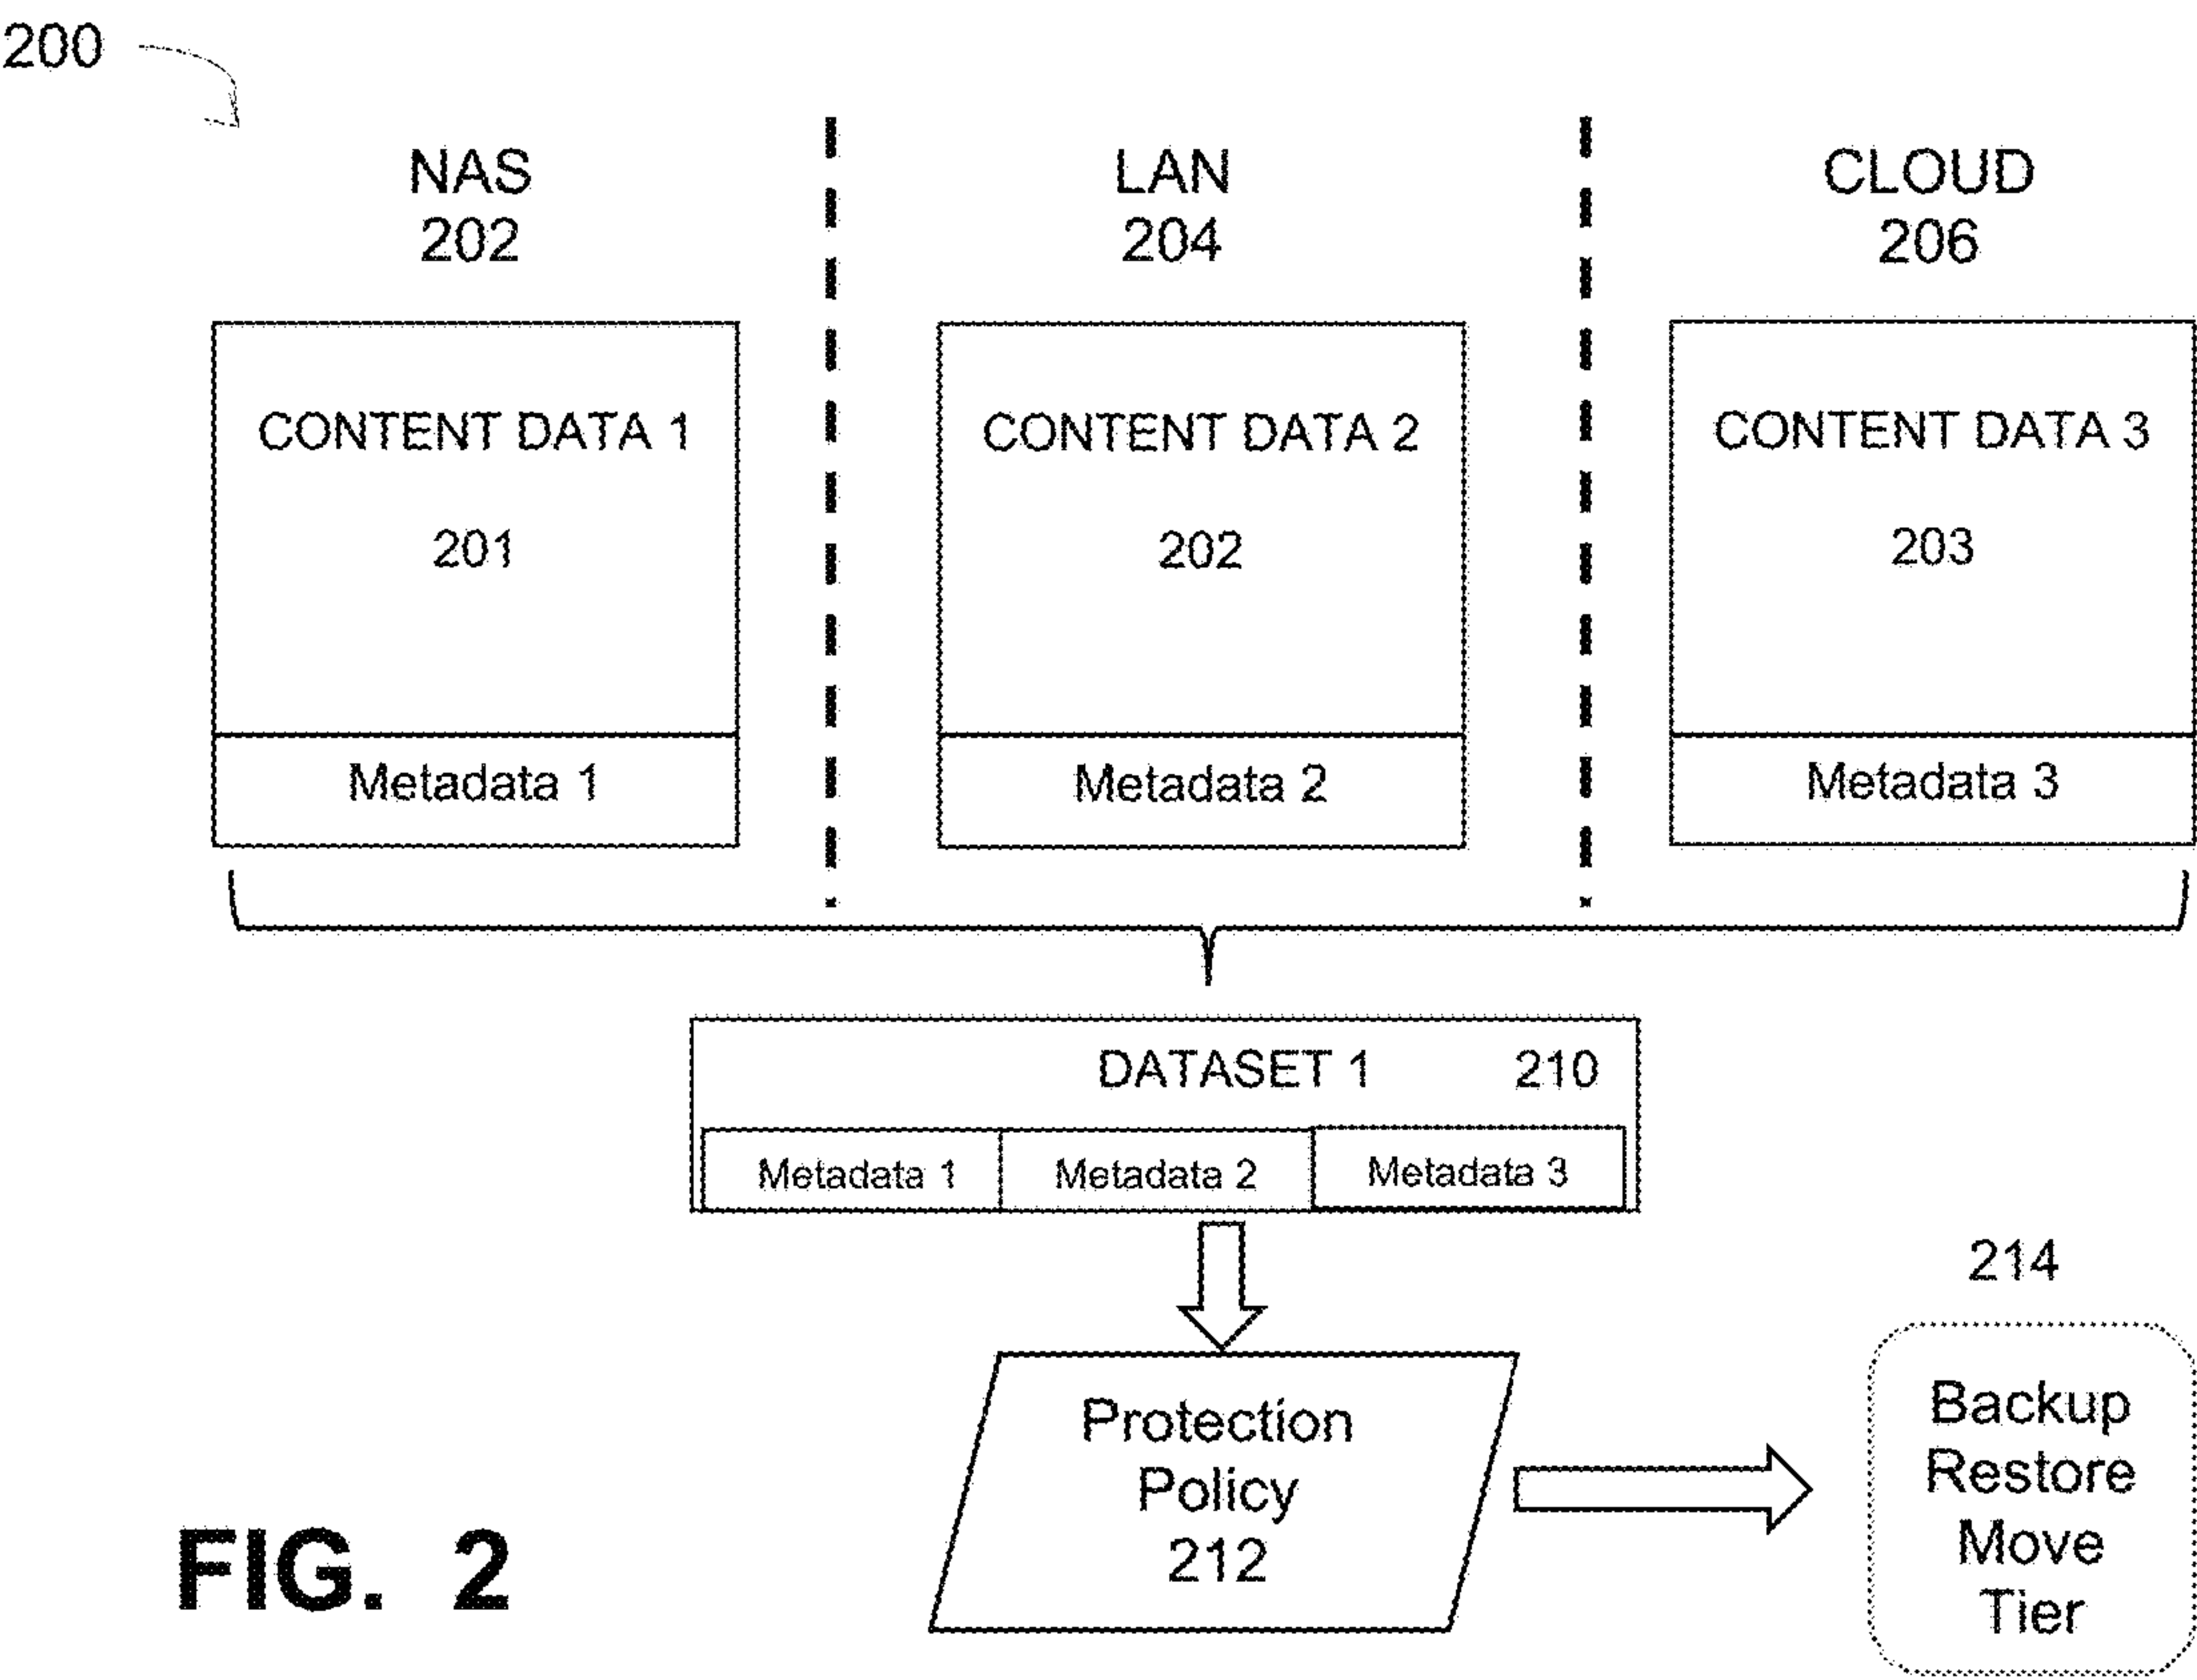 200
NAS
202
LAN
204
CLOUD
206
CONTENT DATA 1
201
Metadata 1
CONTENT DATA 2
202
Metadata 2
CONTENT DATA 3
203
Metadata 3
DATASET 1 210
Metadata 1 Metadata 2 Metadata 3
Protection
Policy
212
214
Backup
Restore
Move
Tier
FIG. 2